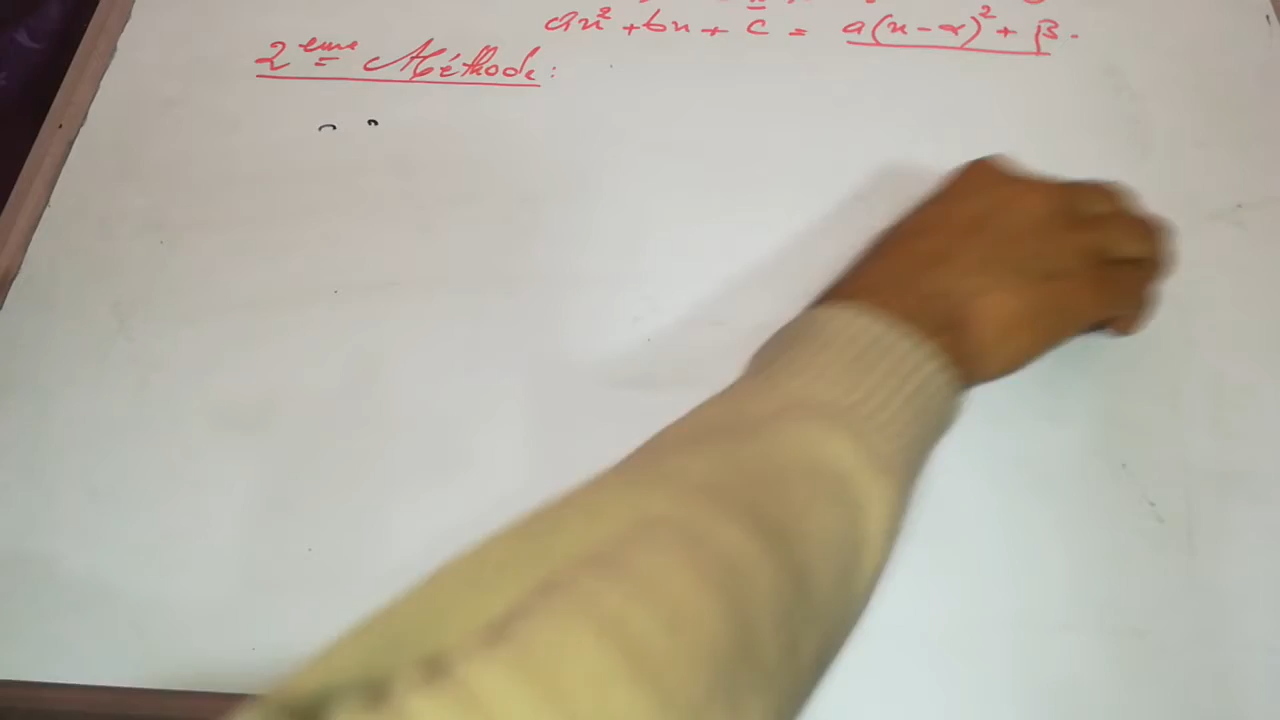 ax² + bx + c = a(x - α)² + β.
2ème Méthode :